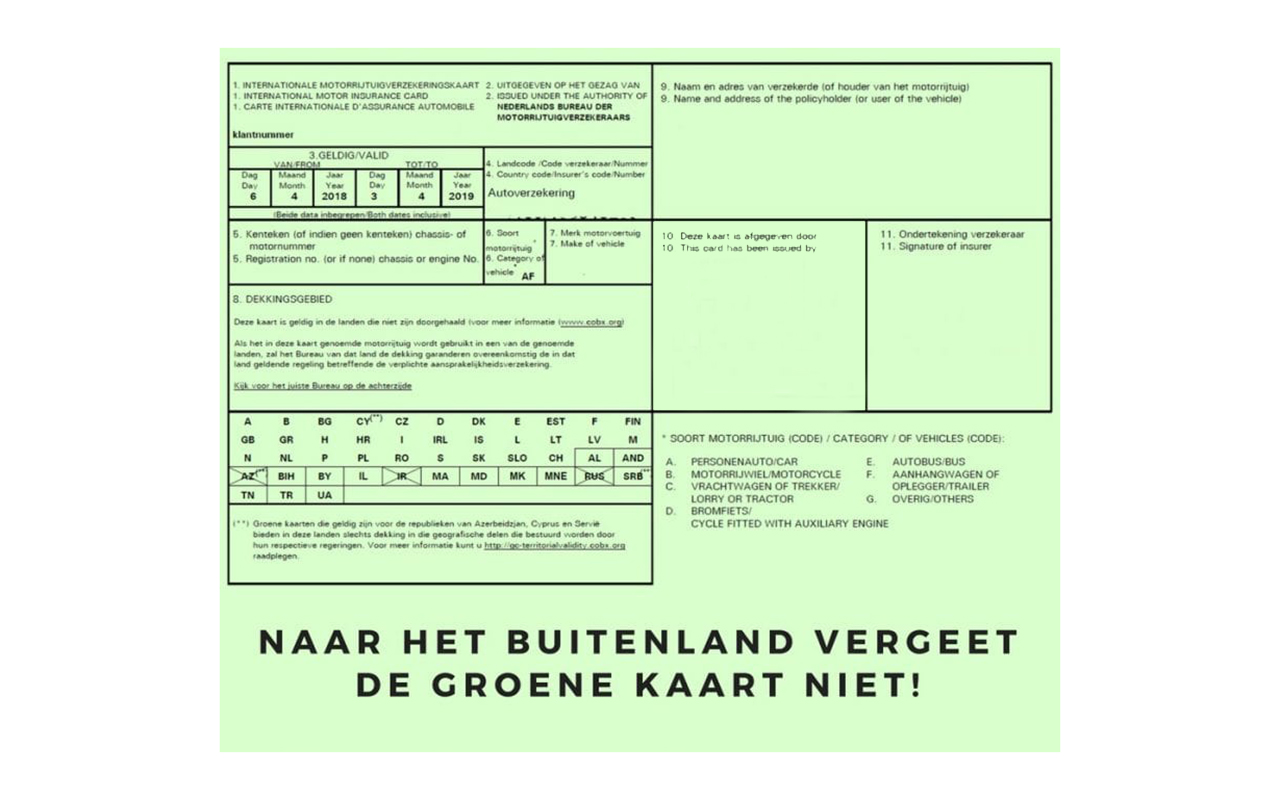 1. INTERNATIONALE MOTORRIJTUIGVERZEKERINGSKAART
1. INTERNATIONAL MOTOR INSURANCE CARD
1. CARTE INTERNATIONALE D'ASSURANCE AUTOMOBILE
klantnummer
2. UITGEGEVEN OP HET GEZAG VAN
2. ISSUED UNDER THE AUTHORITY OF
NEDERLANDS BUREAU DER
MOTORRIJTUIGVERZEKERAARS
3.GELDIG/VALID
VAN/FROM TOT/TO
Dag Maand Jaar Dag Maand Jaar
Day Month Year Day Month Year
6 4 2018 3 4 2019
(Beide data inbegrepen/Both dates inclusive)
4. Landcode /Code verzekeraar/Nummer
4. Country code/Insurer's code/Number
Autoverzekering
5. Kenteken (of indien geen kenteken) chassis- of
motornummer
5. Registration no. (or if none) chassis or engine No.
6. Soort
motorrijtuig*
6. Category of
vehicle* AF
7. Merk motorvoertuig
7. Make of vehicle
8. DEKKINGSGEBIED
Deze kaart is geldig in de landen die niet zijn doorgehaald (voor meer informatie (www.cobx.org)
Als het in deze kaart genoemde motorrijtuig wordt gebruikt in een van de genoemde
landen, zal het Bureau van dat land de dekking garanderen overeenkomstig de in dat
land geldende regeling betreffende de verplichte aansprakelijkheidsverzekering.
Kijk voor het juiste Bureau op de achterzijde
A B BG CY(**) CZ D DK E EST F FIN
GB GR H HR I IRL IS L LT LV M
N NL P PL RO S SK SLO CH AL AND
AZ(**) BIH BY IL IR MA MD MK MNE RUS SRB(**)
TN TR UA
(**) Groene kaarten die geldig zijn voor de republieken van Azerbeidzjan, Cyprus en Servië
bieden in deze landen slechts dekking in die geografische delen die bestuurd worden door
hun respectieve regeringen. Voor meer informatie kunt u http://gc-territorialvalidity.cobx.org
raadplegen.
9. Naam en adres van verzekerde (of houder van het motorrijtuig)
9. Name and address of the policyholder (or user of the vehicle)
10 Deze kaart is afgegeven door
10 This card has been issued by
11. Ondertekening verzekeraar
11. Signature of insurer
* SOORT MOTORRIJTUIG (CODE) / CATEGORY / OF VEHICLES (CODE):
A. PERSONENAUTO/CAR
B. MOTORRIJWIEL/MOTORCYCLE
C. VRACHTWAGEN OF TREKKER/
LORRY OR TRACTOR
D. BROMFIETS/
CYCLE FITTED WITH AUXILIARY ENGINE
E. AUTOBUS/BUS
F. AANHANGWAGEN OF
OPLEGGER/TRAILER
G. OVERIG/OTHERS
NAAR HET BUITENLAND VERGEET
DE GROENE KAART NIET!